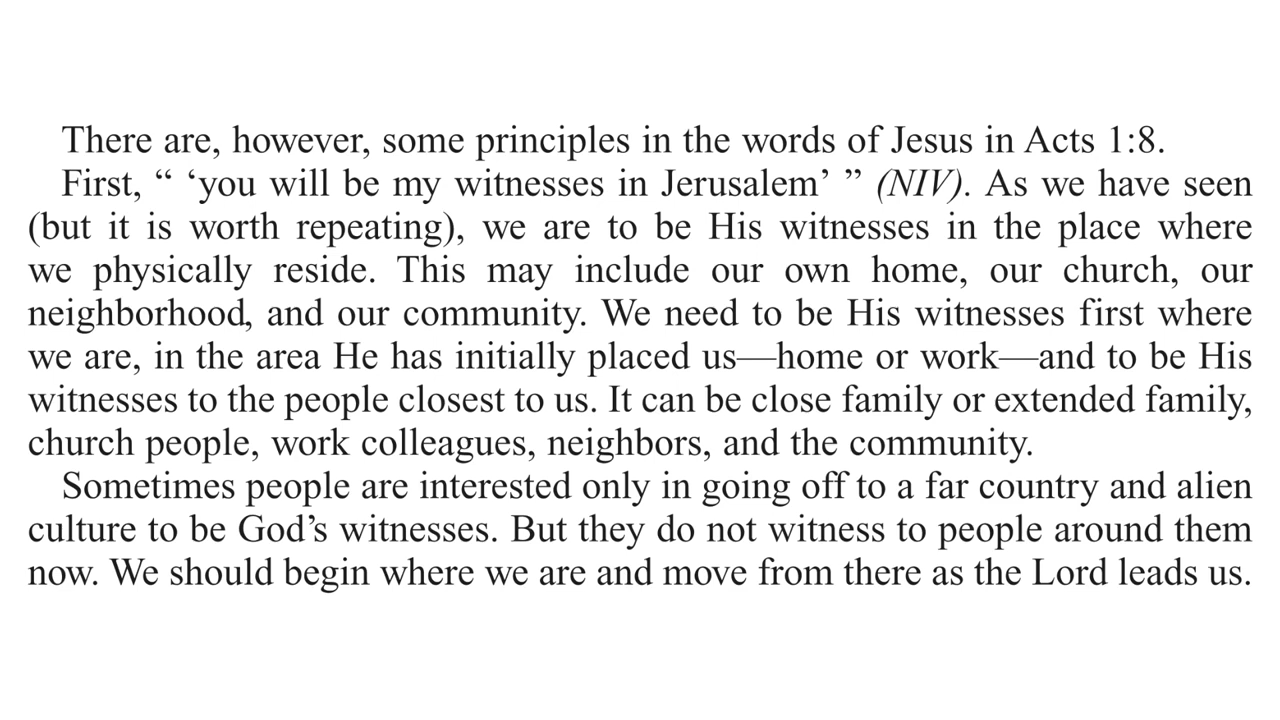 There are, however, some principles in the words of Jesus in Acts 1:8.
First, “ ‘you will be my witnesses in Jerusalem’ ” (NIV). As we have seen
(but it is worth repeating), we are to be His witnesses in the place where
we physically reside. This may include our own home, our church, our
neighborhood, and our community. We need to be His witnesses first where
we are, in the area He has initially placed us—home or work—and to be His
witnesses to the people closest to us. It can be close family or extended family,
church people, work colleagues, neighbors, and the community.
Sometimes people are interested only in going off to a far country and alien
culture to be God’s witnesses. But they do not witness to people around them
now. We should begin where we are and move from there as the Lord leads us.